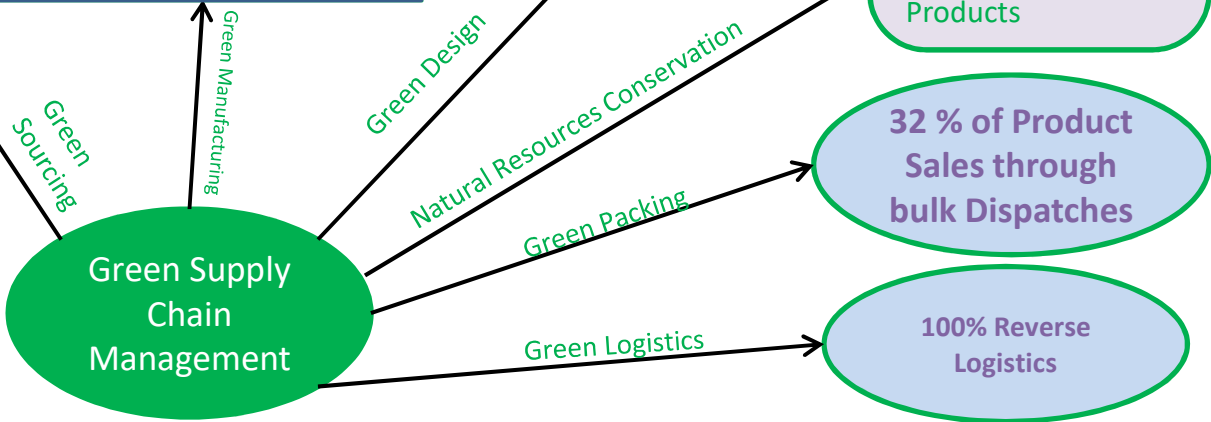 Products
Green Manufacturing
Green Design
Natural Resources Conservation
Green
Sourcing
32 % of Product
Sales through
bulk Dispatches
Green Packing
Green Supply
Chain
Management
Green Logistics
100% Reverse
Logistics